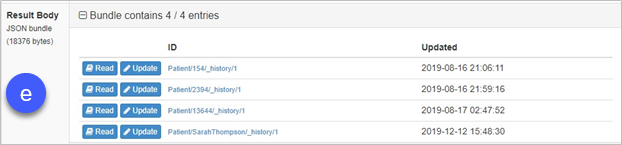 Result Body
JSON bundle
(18376 bytes)
e
Bundle contains 4 / 4 entries
ID Updated
Read Update Patient/154/_history/1 2019-08-16 21:06:11
Read Update Patient/2394/_history/1 2019-08-16 21:59:16
Read Update Patient/13644/_history/1 2019-08-17 02:47:52
Read Update Patient/SarahThompson/_history/1 2019-12-12 15:48:30